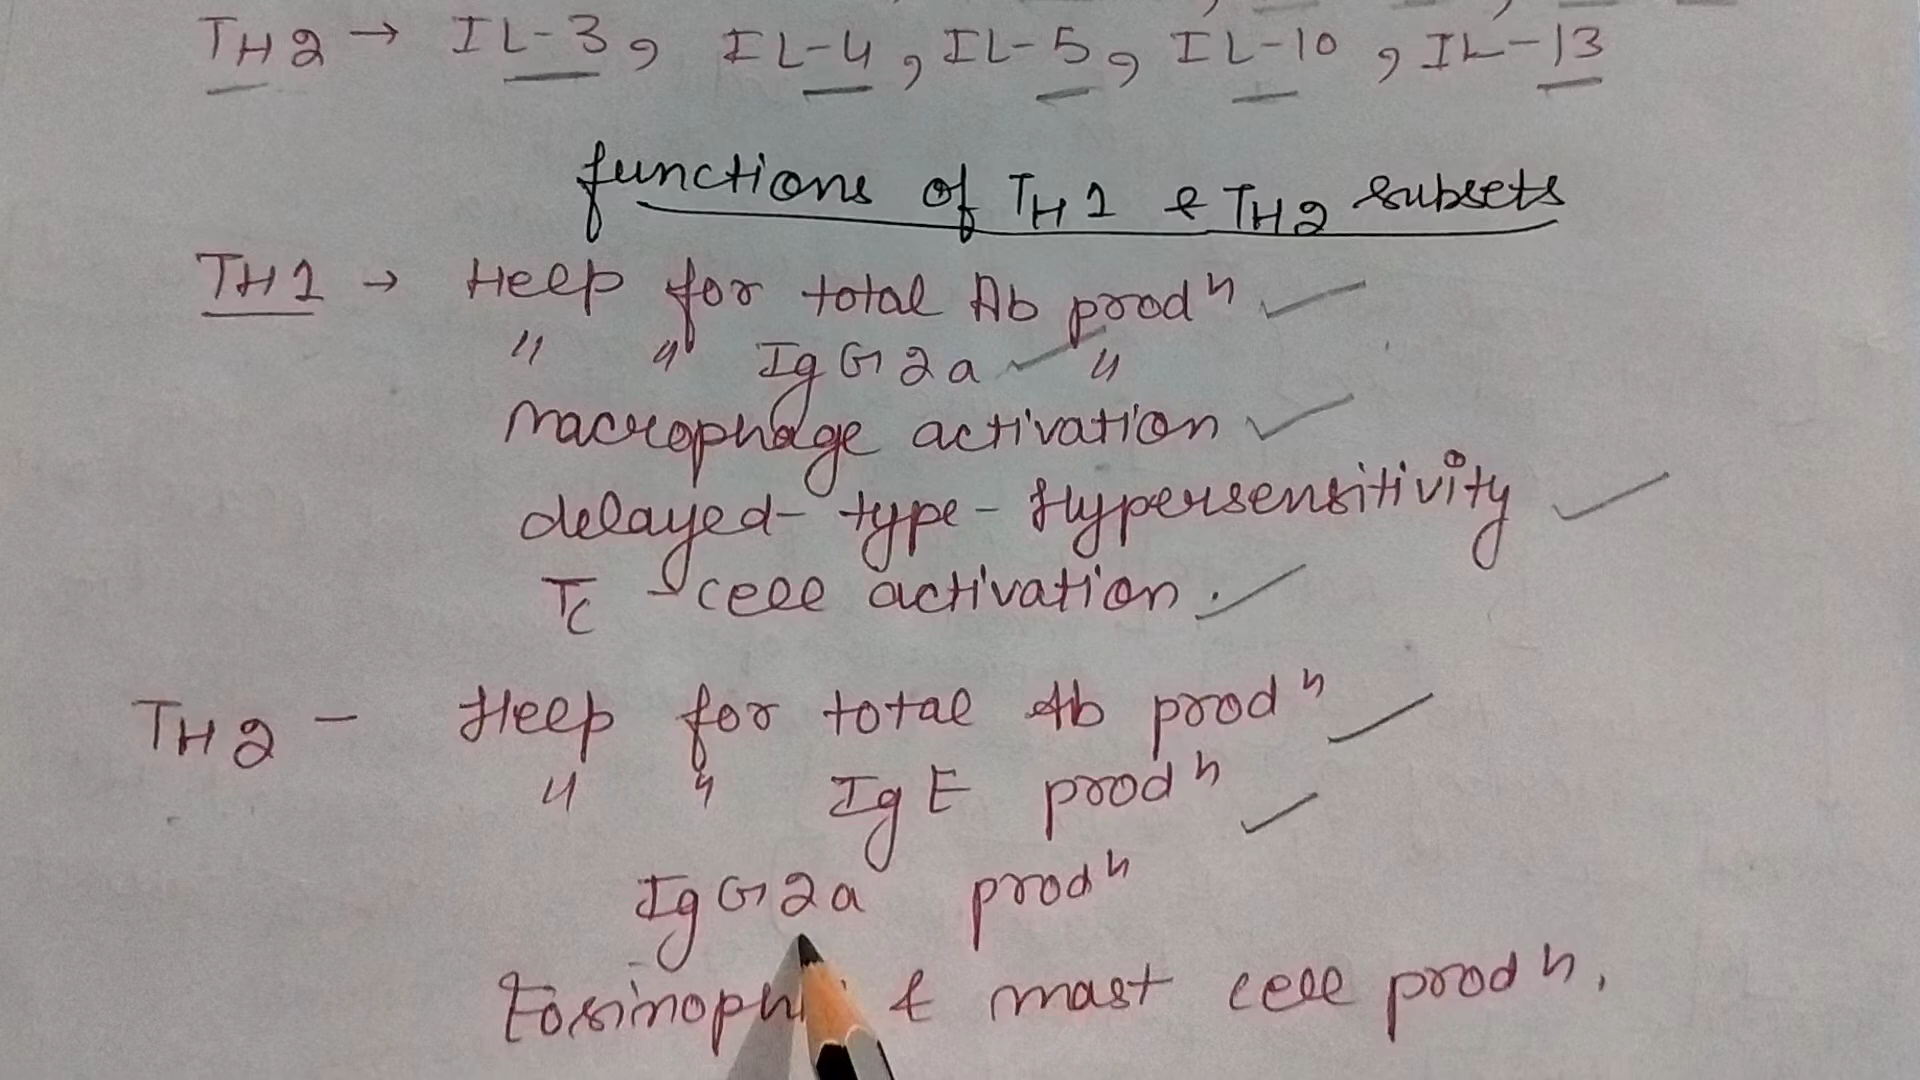 TH2 → IL-3, IL-4, IL-5, IL-10, IL-13
functions of TH1 & TH2 subsets
TH1 → Help for total Ab prodn
" " IgG2a "
Macrophage activation
delayed-type-Hypersensitivity
Tc-cell activation.
TH2 - Help for total Ab prodn
" " IgE prodn
IgG2a prodn
& mast cell prodn.